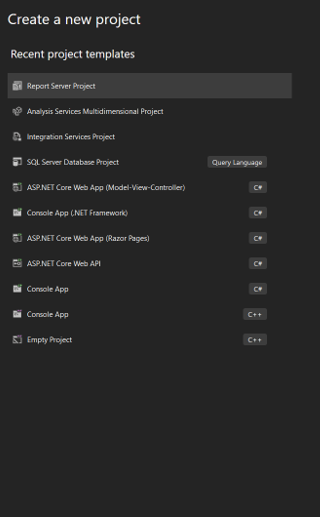 Create a new project
Recent project templates
Report Server Project
Analysis Services Multidimensional Project
Integration Services Project
SQL Server Database Project Query Language
ASP.NET Core Web App (Model-View-Controller) C#
Console App (.NET Framework) C#
ASP.NET Core Web App (Razor Pages) C#
ASP.NET Core Web API C#
Console App C#
Console App C++
Empty Project C++